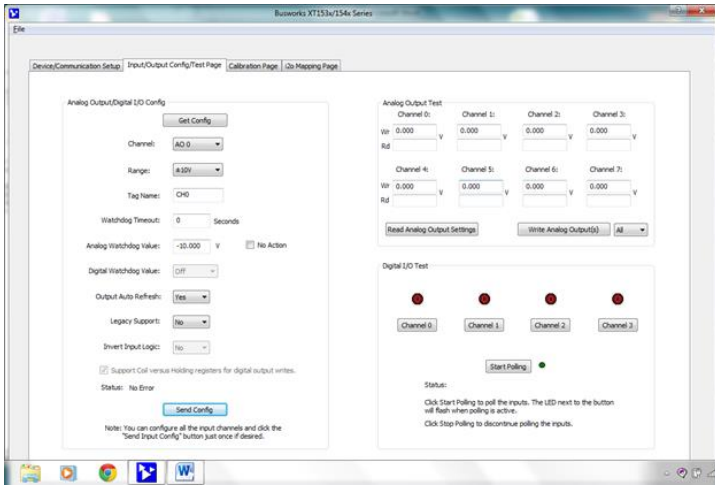 Busworks XT153x/154x Series
File
Device/Communication Setup Input/Output Config/Test Page Calibration Page i2o Mapping Page
Analog Output/Digital I/O Config
Get Config
Channel: AO 0
Range: ±10V
Tag Name: CH0
Watchdog Timeout: 0 Seconds
Analog Watchdog Value: -10.000 V No Action
Digital Watchdog Value: Off
Output Auto Refresh: Yes
Legacy Support: No
Invert Input Logic: No
Support Coil versus Holding registers for digital output writes.
Status: No Error
Send Config
Note: You can configure all the input channels and click the
"Send Input Config" button just once if desired.
Analog Output Test
Channel 0: Channel 1: Channel 2: Channel 3:
Wr 0.000 V 0.000 V 0.000 V 0.000 V
Rd
Channel 4: Channel 5: Channel 6: Channel 7:
Wr 0.000 V 0.000 V 0.000 V 0.000 V
Rd
Read Analog Output Settings Write Analog Output(s) All
Digital I/O Test
Channel 0 Channel 1 Channel 2 Channel 3
Start Polling
Status:
Click Start Polling to poll the inputs. The LED next to the button
will flash when polling is active.
Click Stop Polling to discontinue polling the inputs.
W